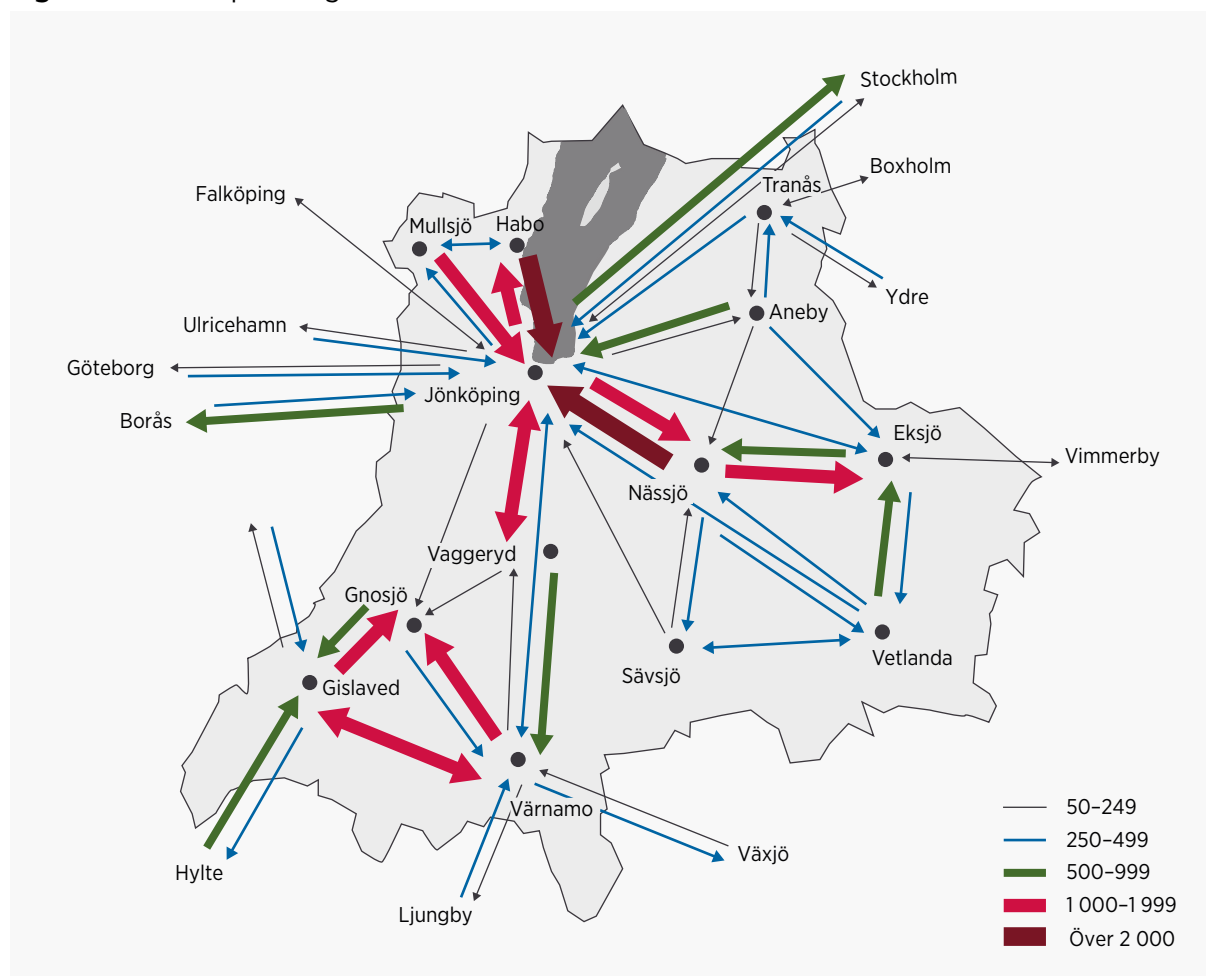 Stockholm
Boxholm
Falköping
Tranås
Mullsjö
Habo
Ydre
Aneby
Ulricehamn
Göteborg
Jönköping
Borås
Eksjö
Vimmerby
Nässjö
Vaggeryd
Gnosjö
Vetlanda
Sävsjö
Gislaved
Värnamo
Växjö
Hylte
Ljungby
50–249
250–499
500–999
1 000–1 999
Över 2 000